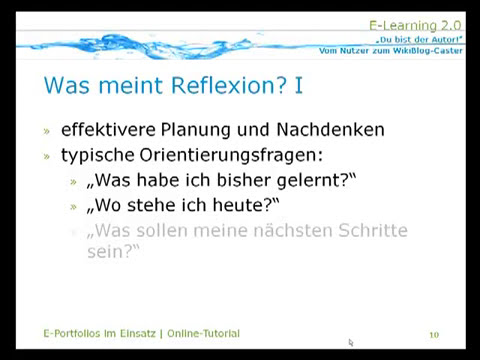 E-Learning 2.0
„Du bist der Autor!"
Vom Nutzer zum WikiBlog-Caster
Was meint Reflexion? I
» effektivere Planung und Nachdenken
» typische Orientierungsfragen:
» „Was habe ich bisher gelernt?“
» „Wo stehe ich heute?“
» „Was sollen meine nächsten Schritte
sein?“
E-Portfolios im Einsatz | Online-Tutorial
10